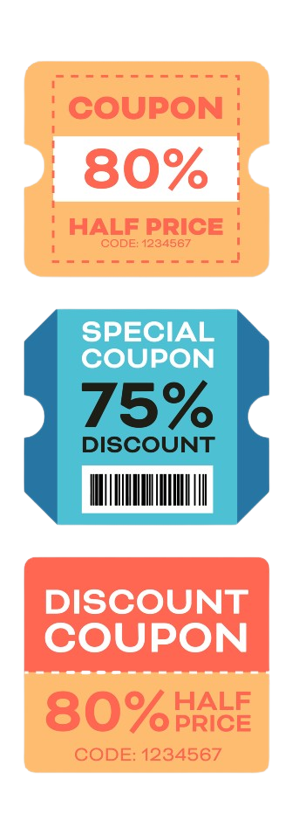 COUPON
80%
HALF PRICE
CODE: 1234567
SPECIAL
COUPON
75%
DISCOUNT
DISCOUNT
COUPON
80% HALF
PRICE
CODE: 1234567